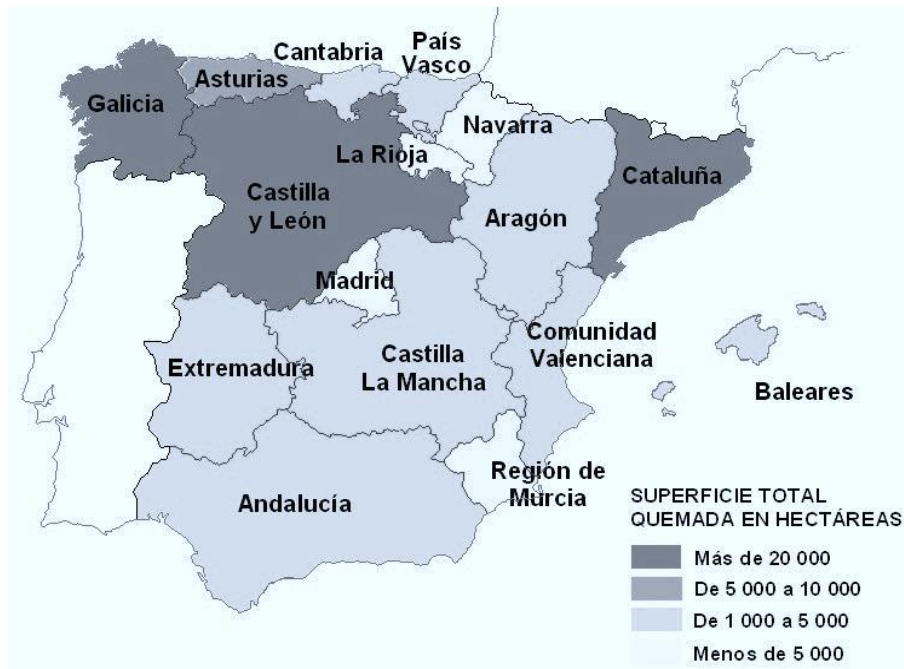 Cantabria
País
Vasco
Asturias
Galicia
Navarra
La Rioja
Cataluña
Castilla
y León
Aragón
Madrid
Comunidad
Valenciana
Castilla
La Mancha
Extremadura
Baleares
Región de
Murcia
Andalucía
SUPERFICIE TOTAL
QUEMADA EN HECTÁREAS
Más de 20 000
De 5 000 a 10 000
De 1 000 a 5 000
Menos de 5 000